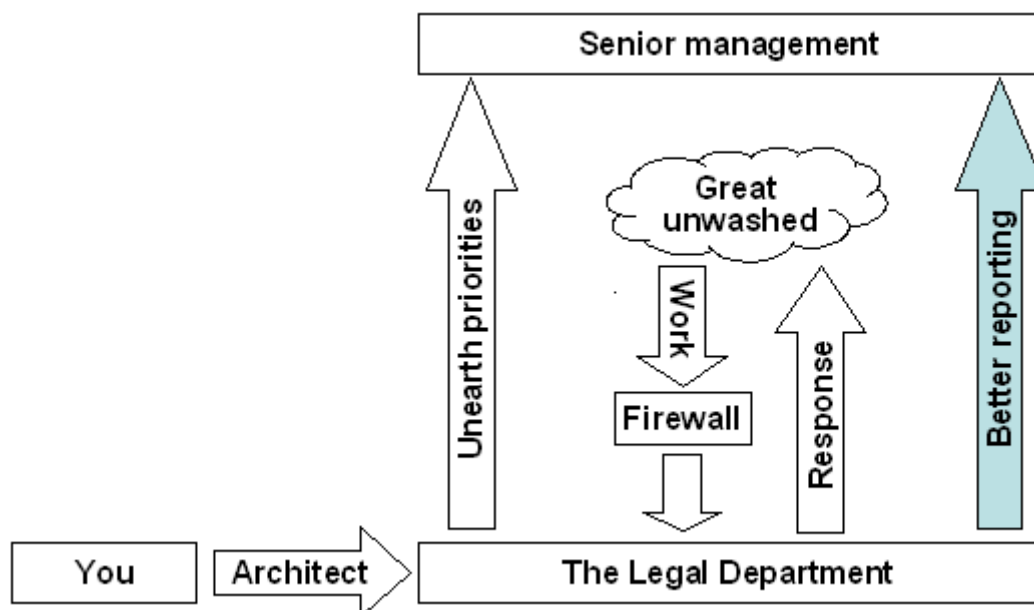 Senior management
Great
unwashed
Unearth priorities
Work
Better reporting
Firewall
Response
You
Architect
The Legal Department